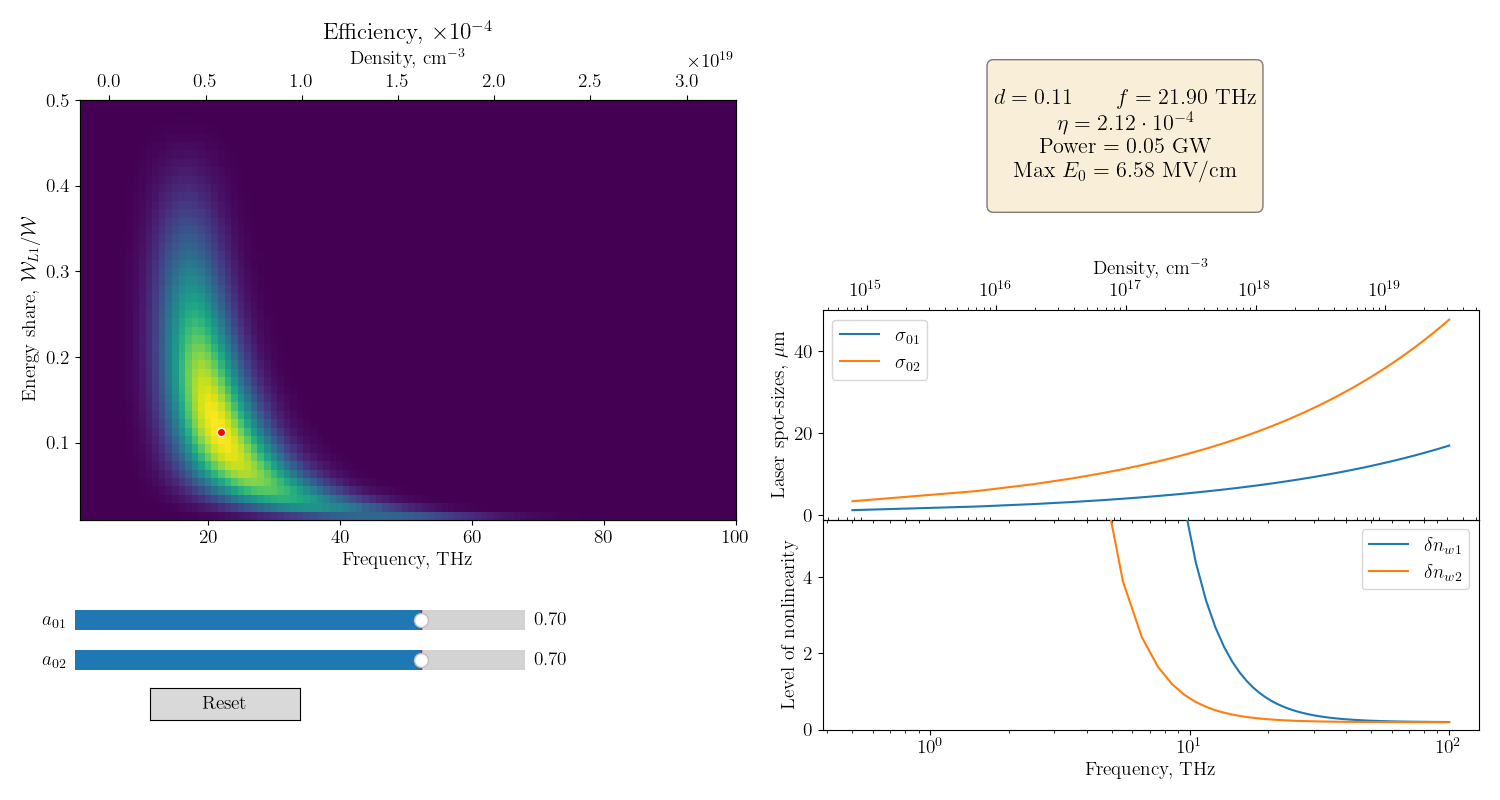 Efficiency, ×10⁻⁴
Density, cm⁻³
×10¹⁹
0.0 0.5 1.0 1.5 2.0 2.5 3.0
0.5
0.4
0.3
0.2
0.1
Energy share, 𝒲_L1/𝒲
20 40 60 80 100
Frequency, THz
a₀₁ 0.70
a₀₂ 0.70
Reset
d = 0.11 f = 21.90 THz
η = 2.12 · 10⁻⁴
Power = 0.05 GW
Max E₀ = 6.58 MV/cm
Density, cm⁻³
10¹⁵ 10¹⁶ 10¹⁷ 10¹⁸ 10¹⁹
σ₀₁
σ₀₂
40
20
0
Laser spot-sizes, μm
δn_w1
δn_w2
4
2
0
Level of nonlinearity
10⁰ 10¹ 10²
Frequency, THz